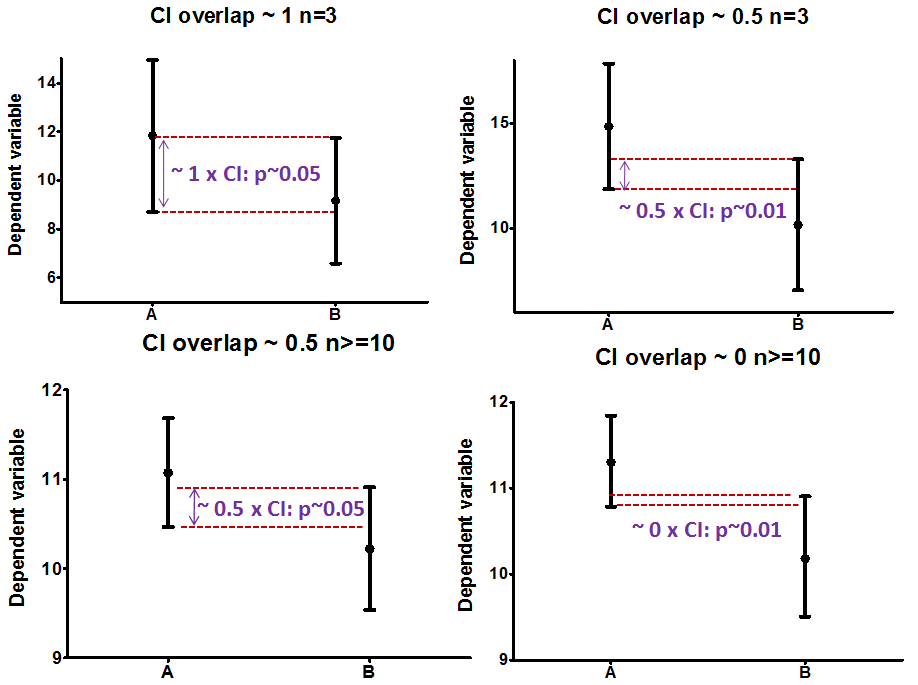 CI overlap ~ 1 n=3
Dependent variable
14
12
10
8
6
~ 1 x CI: p~0.05
A
B
CI overlap ~ 0.5 n=3
Dependent variable
15
10
~ 0.5 x CI: p~0.01
A
B
CI overlap ~ 0.5 n>=10
Dependent variable
12
11
10
9
~ 0.5 x CI: p~0.05
A
B
CI overlap ~ 0 n>=10
Dependent variable
12
11
10
9
~ 0 x CI: p~0.01
A
B